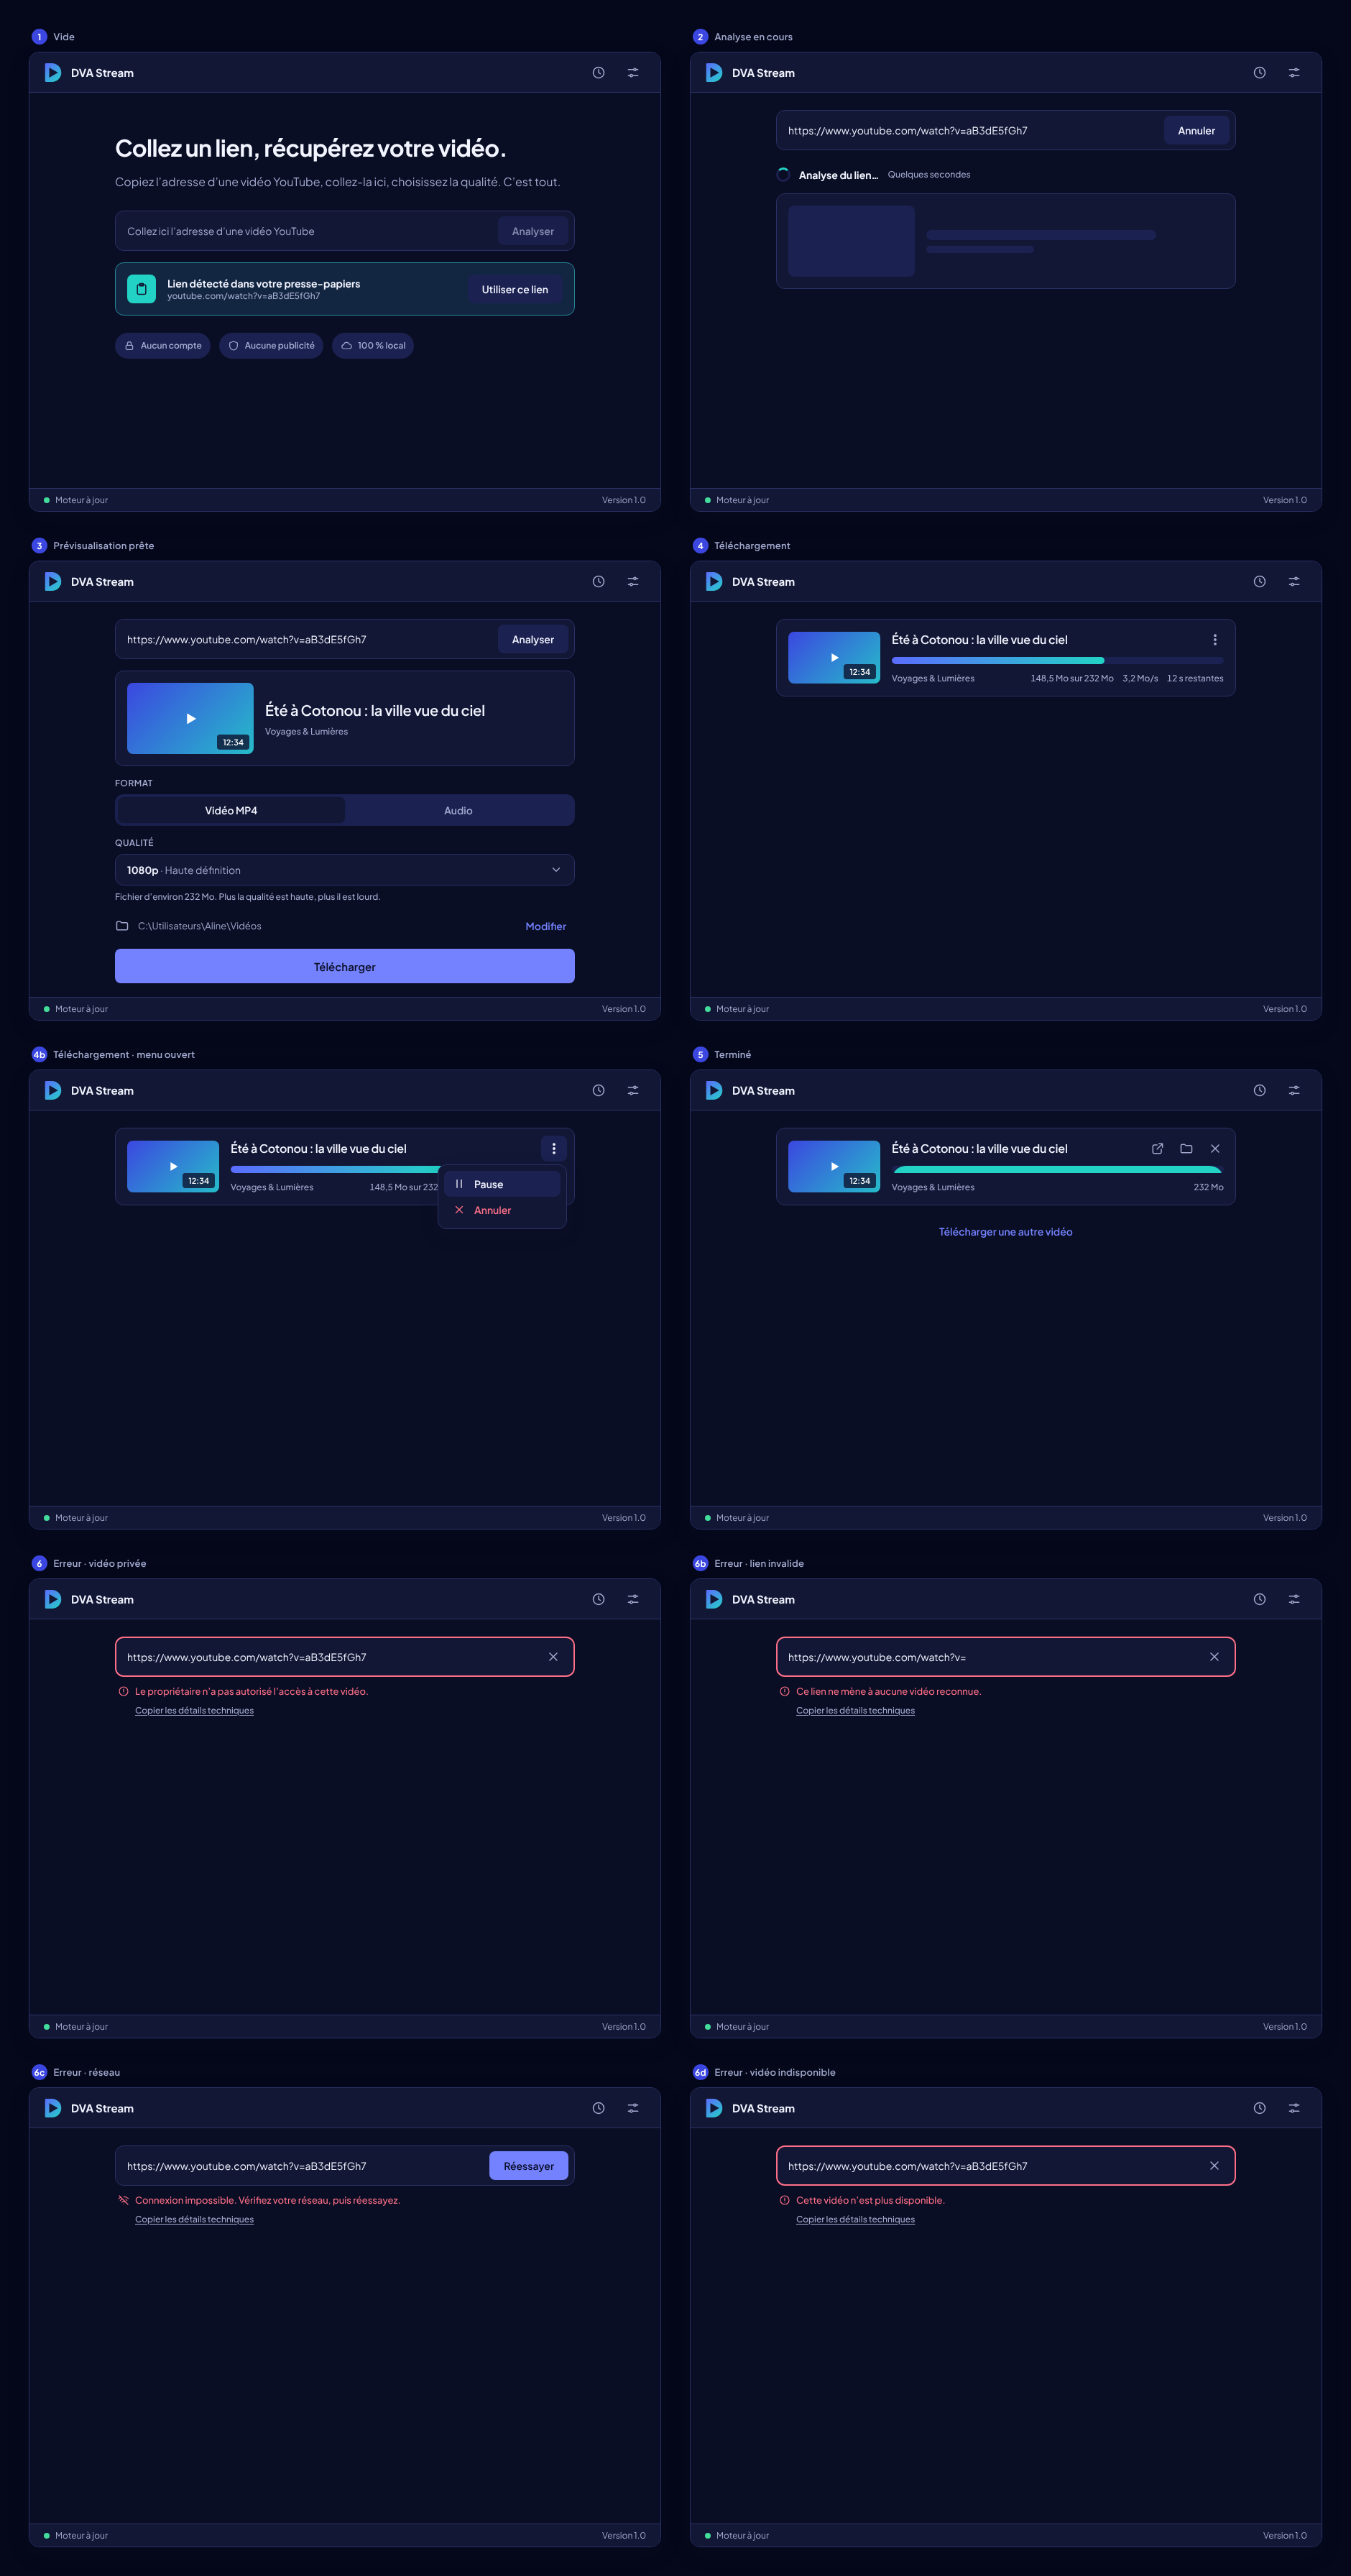 1 Vide
DVA Stream
Collez un lien, récupérez votre vidéo.
Copiez l'adresse d'une vidéo YouTube, collez-la ici, choisissez la qualité. C'est tout.
Collez ici l'adresse d'une vidéo YouTube
Analyser
Lien détecté dans votre presse-papiers
youtube.com/watch?v=aB3dE5fGh7
Utiliser ce lien
Aucun compte
Aucune publicité
100 % local
Moteur à jour
Version 1.0
2 Analyse en cours
DVA Stream
https://www.youtube.com/watch?v=aB3dE5fGh7
Annuler
Analyse du lien…
Quelques secondes
Moteur à jour
Version 1.0
3 Prévisualisation prête
DVA Stream
https://www.youtube.com/watch?v=aB3dE5fGh7
Analyser
12:34
Été à Cotonou : la ville vue du ciel
Voyages & Lumières
FORMAT
Vidéo MP4
Audio
QUALITÉ
1080p · Haute définition
Fichier d'environ 232 Mo. Plus la qualité est haute, plus il est lourd.
C:\Utilisateurs\Aline\Vidéos
Modifier
Télécharger
Moteur à jour
Version 1.0
4 Téléchargement
DVA Stream
12:34
Été à Cotonou : la ville vue du ciel
Voyages & Lumières
148,5 Mo sur 232 Mo
3,2 Mo/s
12 s restantes
Moteur à jour
Version 1.0
4b Téléchargement · menu ouvert
DVA Stream
12:34
Été à Cotonou : la ville vue du ciel
Voyages & Lumières
148,5 Mo sur 232
Pause
Annuler
Moteur à jour
Version 1.0
5 Terminé
DVA Stream
12:34
Été à Cotonou : la ville vue du ciel
Voyages & Lumières
232 Mo
Télécharger une autre vidéo
Moteur à jour
Version 1.0
6 Erreur · vidéo privée
DVA Stream
https://www.youtube.com/watch?v=aB3dE5fGh7
Le propriétaire n'a pas autorisé l'accès à cette vidéo.
Copier les détails techniques
Moteur à jour
Version 1.0
6b Erreur · lien invalide
DVA Stream
https://www.youtube.com/watch?v=
Ce lien ne mène à aucune vidéo reconnue.
Copier les détails techniques
Moteur à jour
Version 1.0
6c Erreur · réseau
DVA Stream
https://www.youtube.com/watch?v=aB3dE5fGh7
Réessayer
Connexion impossible. Vérifiez votre réseau, puis réessayez.
Copier les détails techniques
Moteur à jour
Version 1.0
6d Erreur · vidéo indisponible
DVA Stream
https://www.youtube.com/watch?v=aB3dE5fGh7
Cette vidéo n'est plus disponible.
Copier les détails techniques
Moteur à jour
Version 1.0